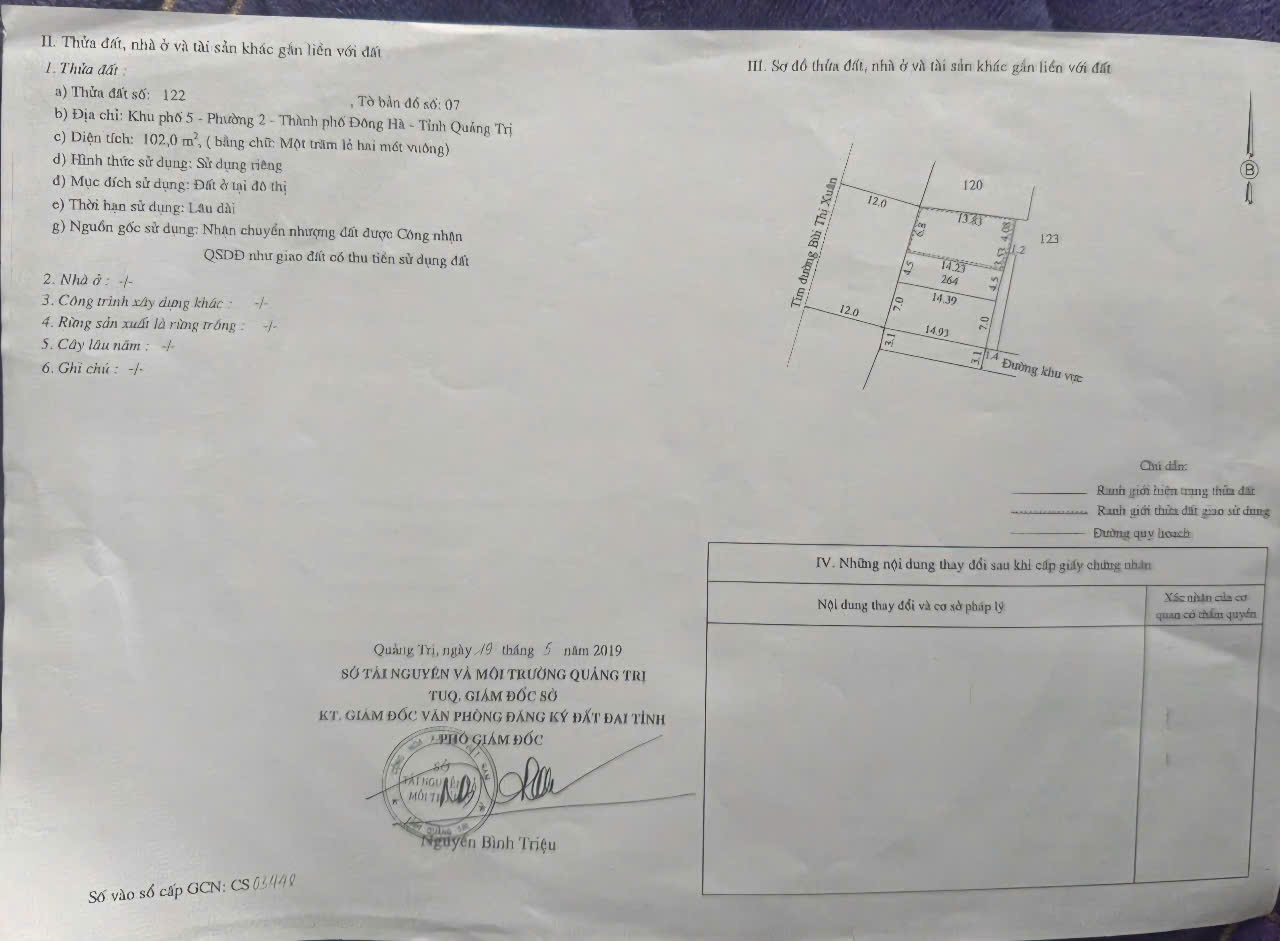 II. Thửa đất, nhà ở và tài sản khác gắn liền với đất
1. Thửa đất :
a) Thửa đất số: 122 , Tờ bản đồ số: 07
b) Địa chỉ: Khu phố 5 - Phường 2 - Thành phố Đông Hà - Tỉnh Quảng Trị
c) Diện tích: 102,0 m², ( bằng chữ: Một trăm lẻ hai mét vuông)
d) Hình thức sử dụng: Sử dụng riêng
đ) Mục đích sử dụng: Đất ở tại đô thị
e) Thời hạn sử dụng: Lâu dài
g) Nguồn gốc sử dụng: Nhận chuyển nhượng đất được Công nhận
QSDĐ như giao đất có thu tiền sử dụng đất
2. Nhà ở : -/-
3. Công trình xây dựng khác : -/-
4. Rừng sản xuất là rừng trồng : -/-
5. Cây lâu năm : -/-
6. Ghi chú : -/-
Quảng Trị, ngày 19 tháng 5 năm 2019
SỞ TÀI NGUYÊN VÀ MÔI TRƯỜNG QUẢNG TRỊ
TUQ. GIÁM ĐỐC SỞ
KT. GIÁM ĐỐC VĂN PHÒNG ĐĂNG KÝ ĐẤT ĐAI TỈNH
PHÓ GIÁM ĐỐC
SỞ
TÀI NGUYÊN
MÔI TR
Nguyễn Bình Triệu
Số vào sổ cấp GCN: CS 03448
III. Sơ đồ thửa đất, nhà ở và tài sản khác gắn liền với đất
B
Tim đường Bùi Thị Xuân
12.0
120
13.83
6.3
4.08
123
3.53
1.2
14.23
4.5
264
4.5
14.39
7.0
12.0
14.93
7.0
3.1
3.1
1.4
Đường khu vực
Chú dẫn:
Ranh giới hiện trạng thửa đất
Ranh giới thửa đất giao sử dụng
Đường quy hoạch
IV. Những nội dung thay đổi sau khi cấp giấy chứng nhận
Nội dung thay đổi và cơ sở pháp lý
Xác nhận của cơ
quan có thẩm quyền